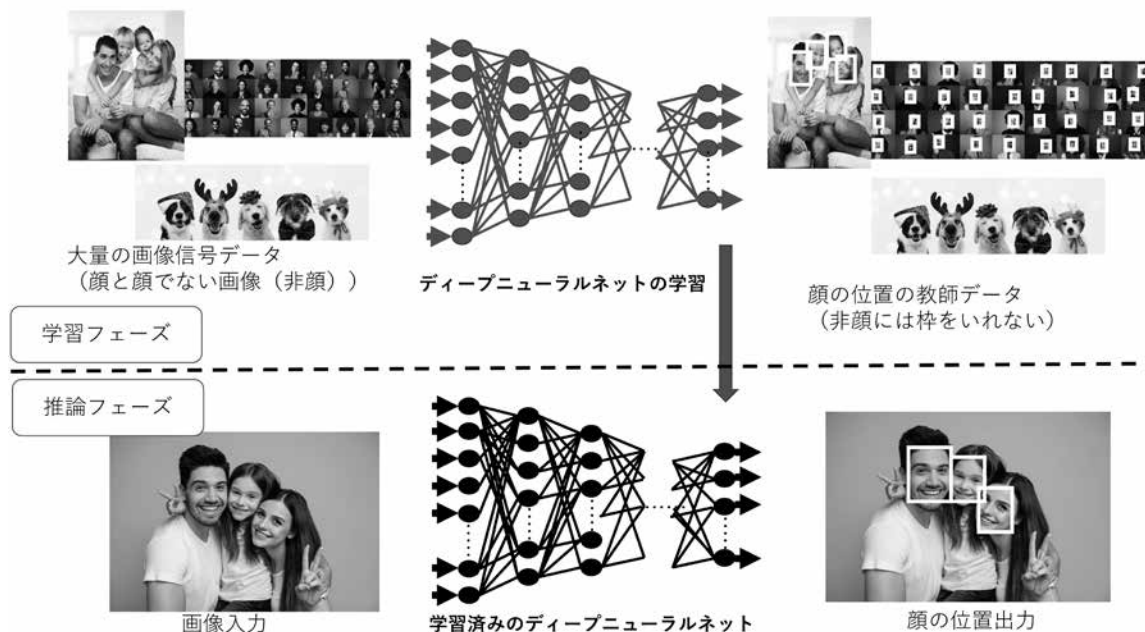 大量の画像信号データ
（顔と顔でない画像（非顔））
ディープニューラルネットの学習
顔の位置の教師データ
（非顔には枠をいれない）
学習フェーズ
推論フェーズ
画像入力
学習済みのディープニューラルネット
顔の位置出力